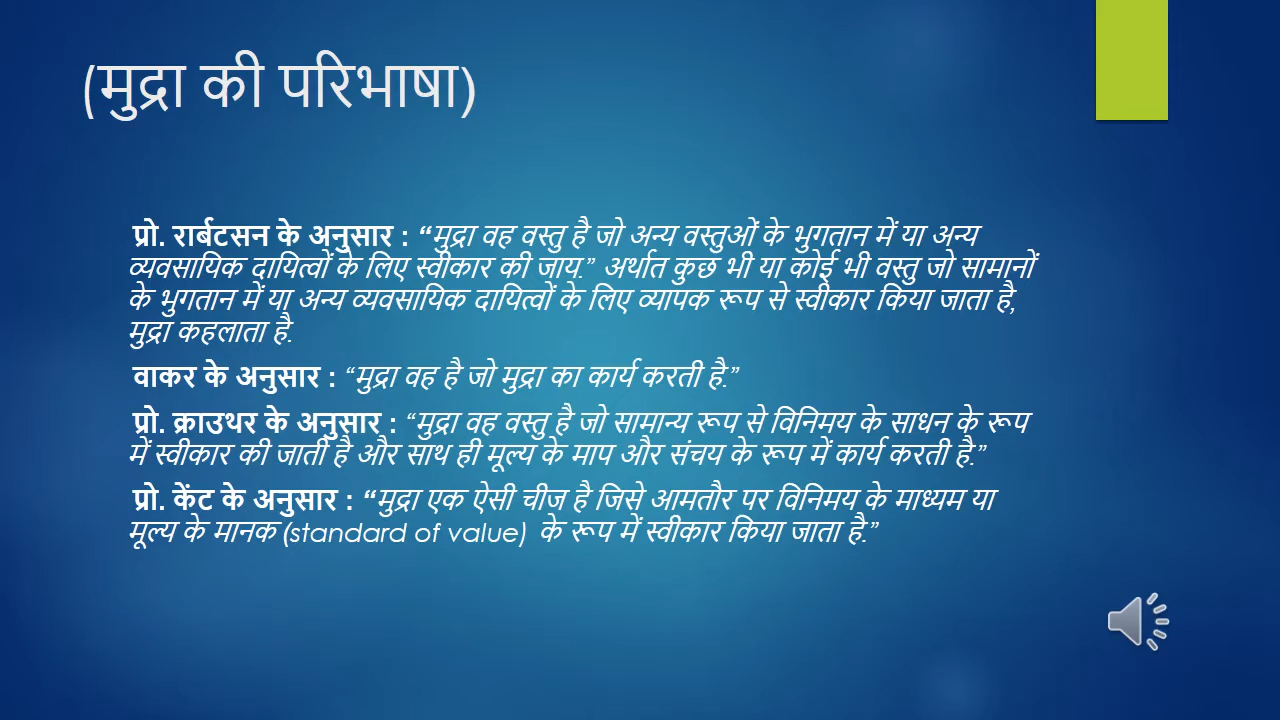 (मुद्रा की परिभाषा)
प्रो. रार्बटसन के अनुसार : “मुद्रा वह वस्तु है जो अन्य वस्तुओं के भुगतान में या अन्य
व्यवसायिक दायित्वों के लिए स्वीकार की जाय.” अर्थात कुछ भी या कोई भी वस्तु जो सामानों
के भुगतान में या अन्य व्यवसायिक दायित्वों के लिए व्यापक रूप से स्वीकार किया जाता है,
मुद्रा कहलाता है.
वाकर के अनुसार : “मुद्रा वह है जो मुद्रा का कार्य करती है.”
प्रो. क्राउथर के अनुसार : “मुद्रा वह वस्तु है जो सामान्य रूप से विनिमय के साधन के रूप
में स्वीकार की जाती है और साथ ही मूल्य के माप और संचय के रूप में कार्य करती है.”
प्रो. केंट के अनुसार : “मुद्रा एक ऐसी चीज है जिसे आमतौर पर विनिमय के माध्यम या
मूल्य के मानक (standard of value) के रूप में स्वीकार किया जाता है.”